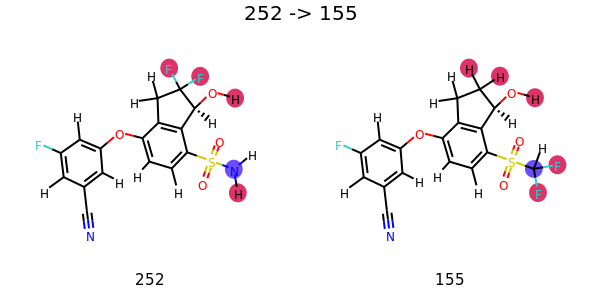 252 -> 155
H F F O H H H H O F H H H H O S O N H H N
H H H H O H H H O F H H H H O S O H F F N
252 155